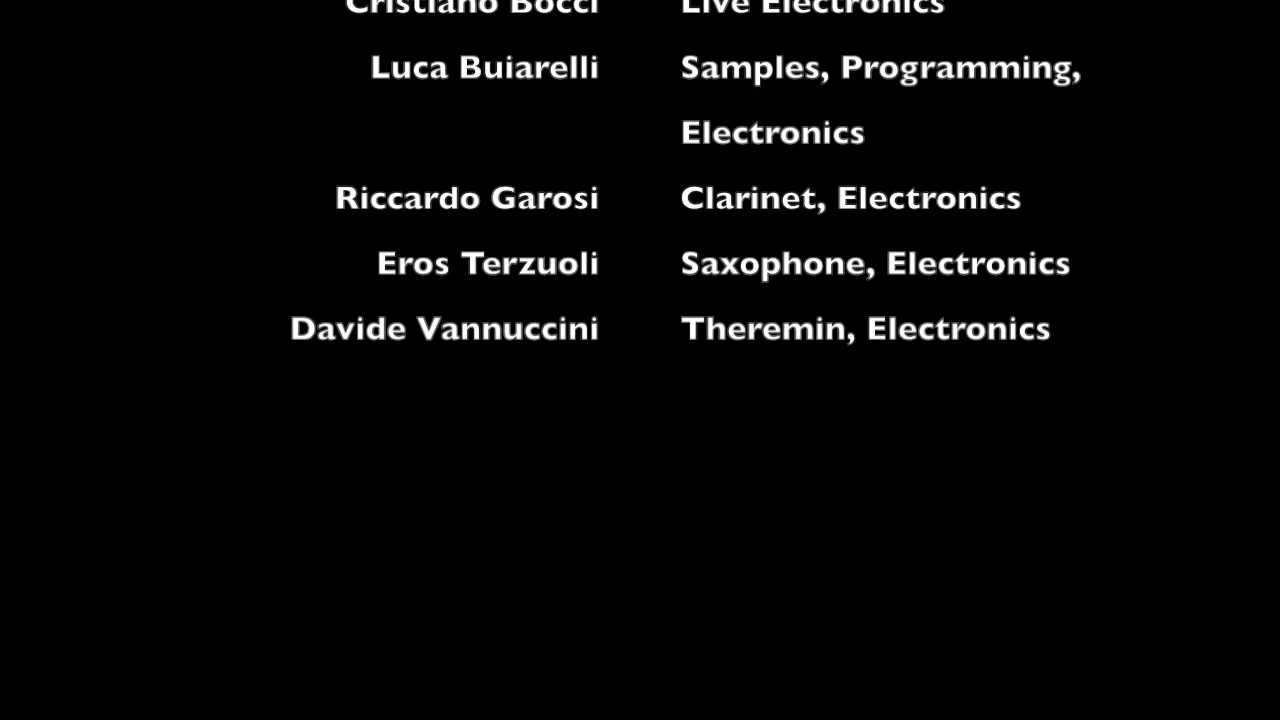 Cristiano Bocci Live Electronics
Luca Buiarelli Samples, Programming,
Electronics
Riccardo Garosi Clarinet, Electronics
Eros Terzuoli Saxophone, Electronics
Davide Vannuccini Theremin, Electronics